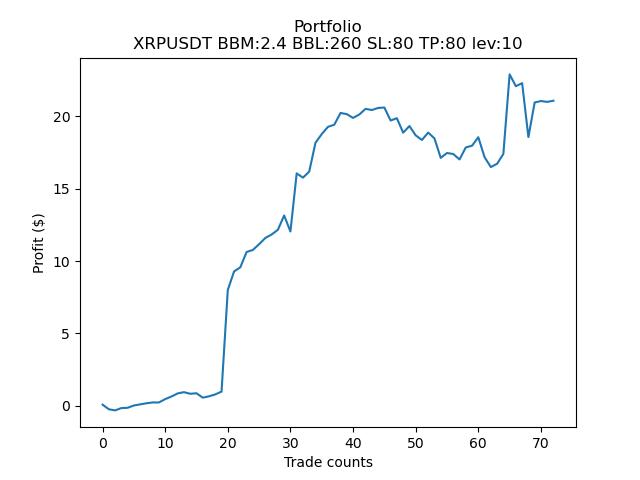 Portfolio
XRPUSDT BBM:2.4 BBL:260 SL:80 TP:80 lev:10
20
15
10
5
0
Profit ($)
0 10 20 30 40 50 60 70
Trade counts